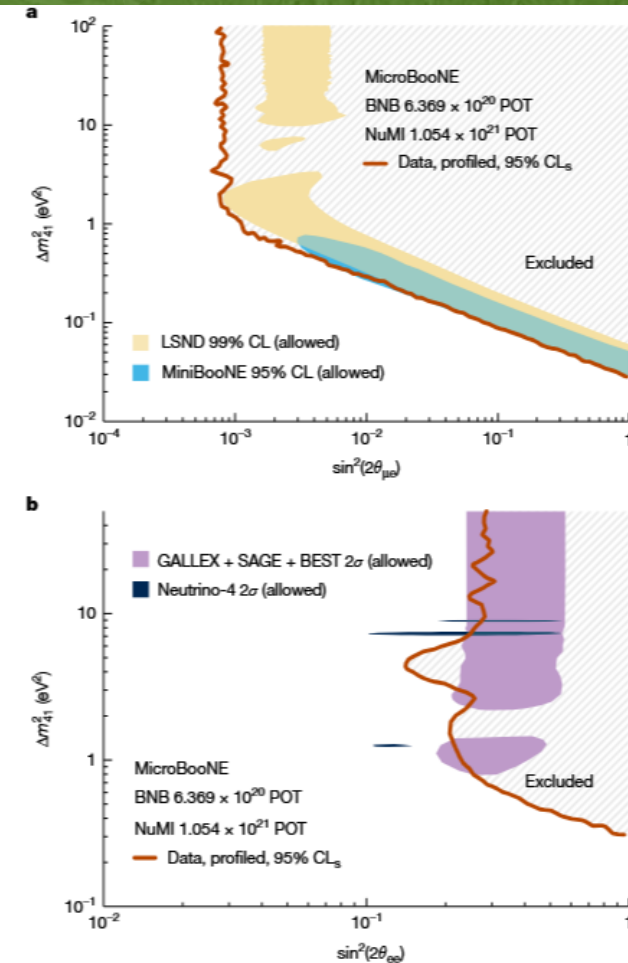 a
10²
10
1
10⁻¹
10⁻²
Δm²₄₁ (eV²)
MicroBooNE
BNB 6.369 × 10²⁰ POT
NuMI 1.054 × 10²¹ POT
Data, profiled, 95% CLₛ
Excluded
LSND 99% CL (allowed)
MiniBooNE 95% CL (allowed)
10⁻⁴ 10⁻³ 10⁻² 10⁻¹ 1
sin²(2θμe)
b
GALLEX + SAGE + BEST 2σ (allowed)
Neutrino-4 2σ (allowed)
10
1
10⁻¹
Δm²₄₁ (eV²)
MicroBooNE
BNB 6.369 × 10²⁰ POT
NuMI 1.054 × 10²¹ POT
Data, profiled, 95% CLₛ
Excluded
10⁻² 10⁻¹ 1
sin²(2θee)